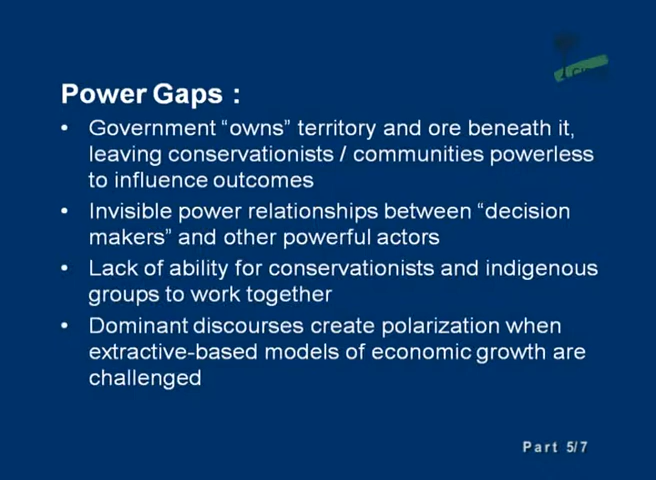 Power Gaps :
• Government “owns” territory and ore beneath it,
leaving conservationists / communities powerless
to influence outcomes
• Invisible power relationships between “decision
makers” and other powerful actors
• Lack of ability for conservationists and indigenous
groups to work together
• Dominant discourses create polarization when
extractive-based models of economic growth are
challenged
Part 5/7